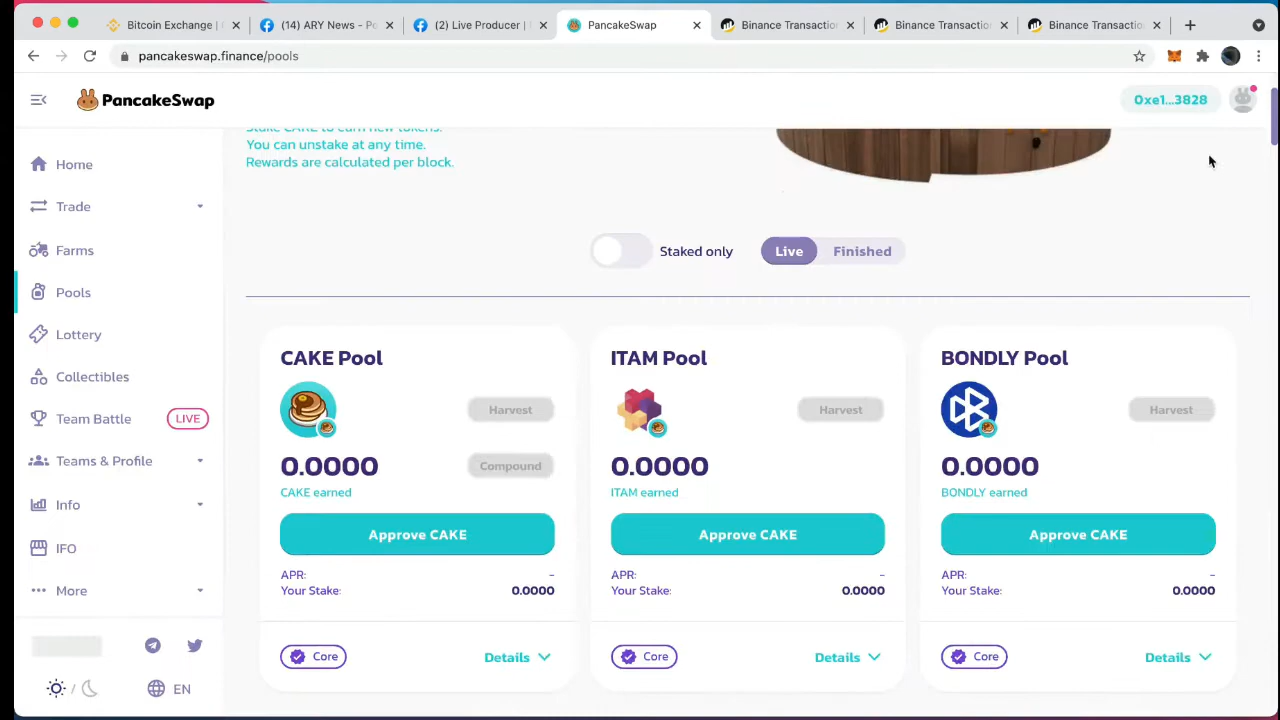 Bitcoin Exchange |
(14) ARY News - P
(2) Live Producer |
PancakeSwap
Binance Transactio
Binance Transactio
Binance Transactio
pancakeswap.finance/pools
PancakeSwap
0xe1...3828
Stake CAKE to earn new tokens.
You can unstake at any time.
Rewards are calculated per block.
Home
Trade
Farms
Pools
Lottery
Collectibles
Team Battle LIVE
Teams & Profile
Info
IFO
More
EN
Staked only Live Finished
CAKE Pool
Harvest
0.0000 Compound
CAKE earned
Approve CAKE
APR: -
Your Stake: 0.0000
Core Details
ITAM Pool
Harvest
0.0000
ITAM earned
Approve CAKE
APR: -
Your Stake: 0.0000
Core Details
BONDLY Pool
Harvest
0.0000
BONDLY earned
Approve CAKE
APR: -
Your Stake: 0.0000
Core Details